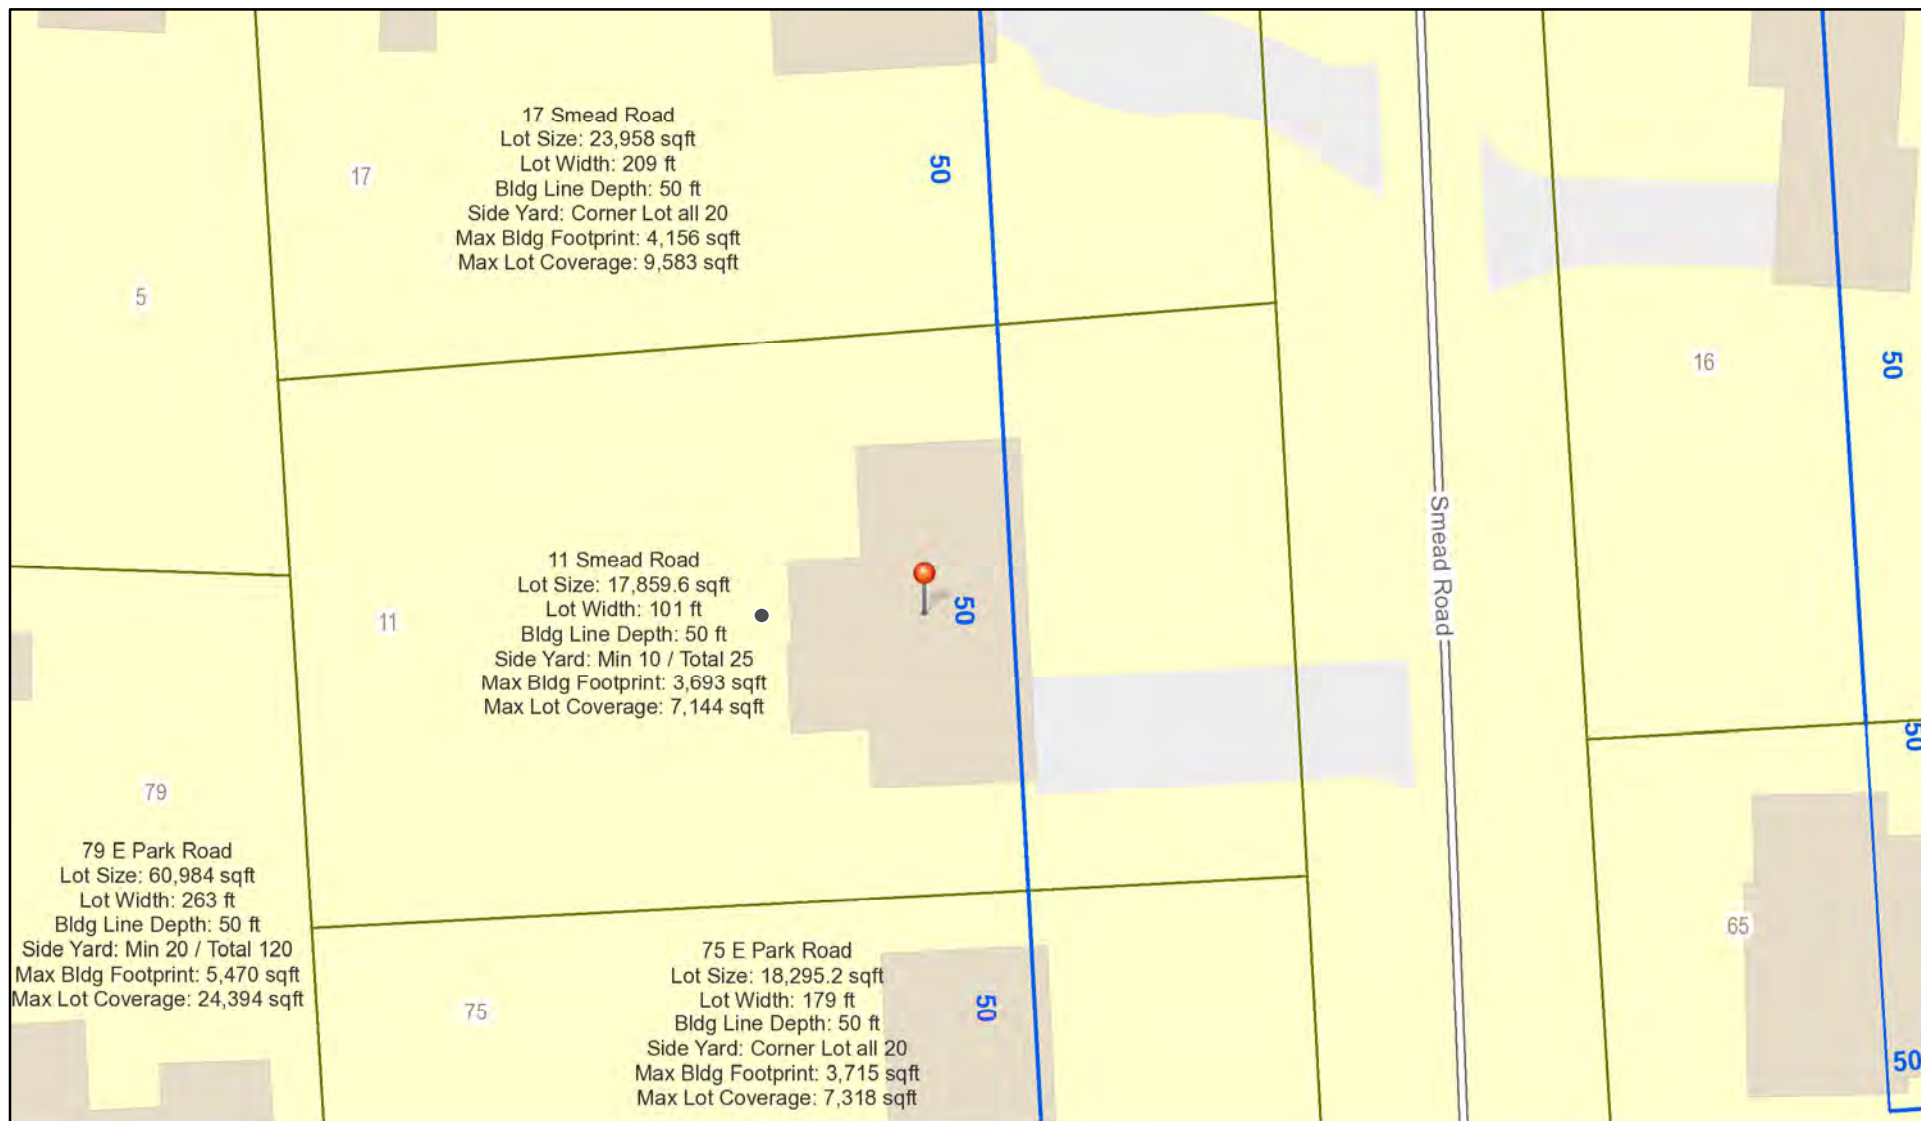 17 Smead Road
Lot Size: 23,958 sqft
Lot Width: 209 ft
Bldg Line Depth: 50 ft
Side Yard: Corner Lot all 20
Max Bldg Footprint: 4,156 sqft
Max Lot Coverage: 9,583 sqft
17
50
5
16
50
11 Smead Road
Lot Size: 17,859.6 sqft
Lot Width: 101 ft
Bldg Line Depth: 50 ft
Side Yard: Min 10 / Total 25
Max Bldg Footprint: 3,693 sqft
Max Lot Coverage: 7,144 sqft
11
50
Smead Road
50
79
79 E Park Road
Lot Size: 60,984 sqft
Lot Width: 263 ft
Bldg Line Depth: 50 ft
Side Yard: Min 20 / Total 120
Max Bldg Footprint: 5,470 sqft
Max Lot Coverage: 24,394 sqft
75 E Park Road
Lot Size: 18,295.2 sqft
Lot Width: 179 ft
Bldg Line Depth: 50 ft
Side Yard: Corner Lot all 20
Max Bldg Footprint: 3,715 sqft
Max Lot Coverage: 7,318 sqft
75
50
65
50